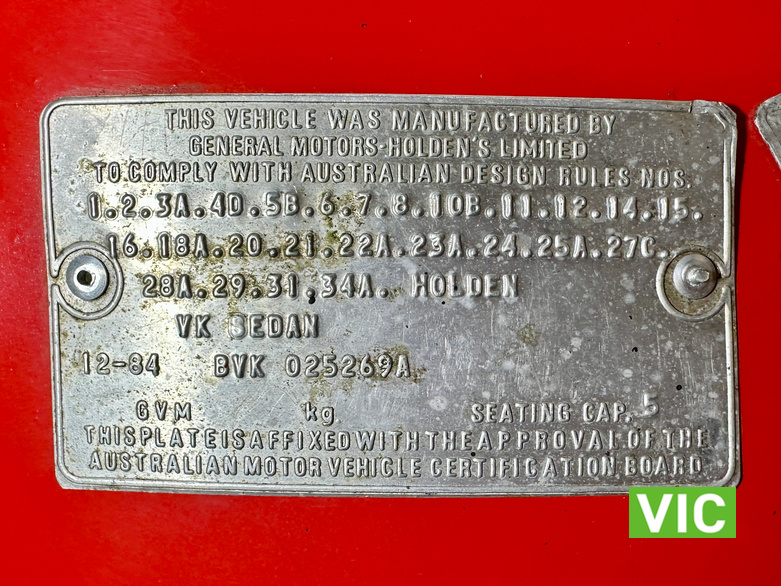 THIS VEHICLE WAS MANUFACTURED BY
GENERAL MOTORS-HOLDEN'S LIMITED
TO COMPLY WITH AUSTRALIAN DESIGN RULES NOS.
1.2.3A.4D.5B.6.7.8.10B.11.12.14.15.
16.18A.20.21.22A.23A.24.25A.27C.
28A.29.31.34A. HOLDEN
VK SEDAN
12-84 BVK 025269A
GVM kg SEATING CAP. 5
THIS PLATE IS AFFIXED WITH THE APPROVAL OF THE
AUSTRALIAN MOTOR VEHICLE CERTIFICATION BOARD
VIC